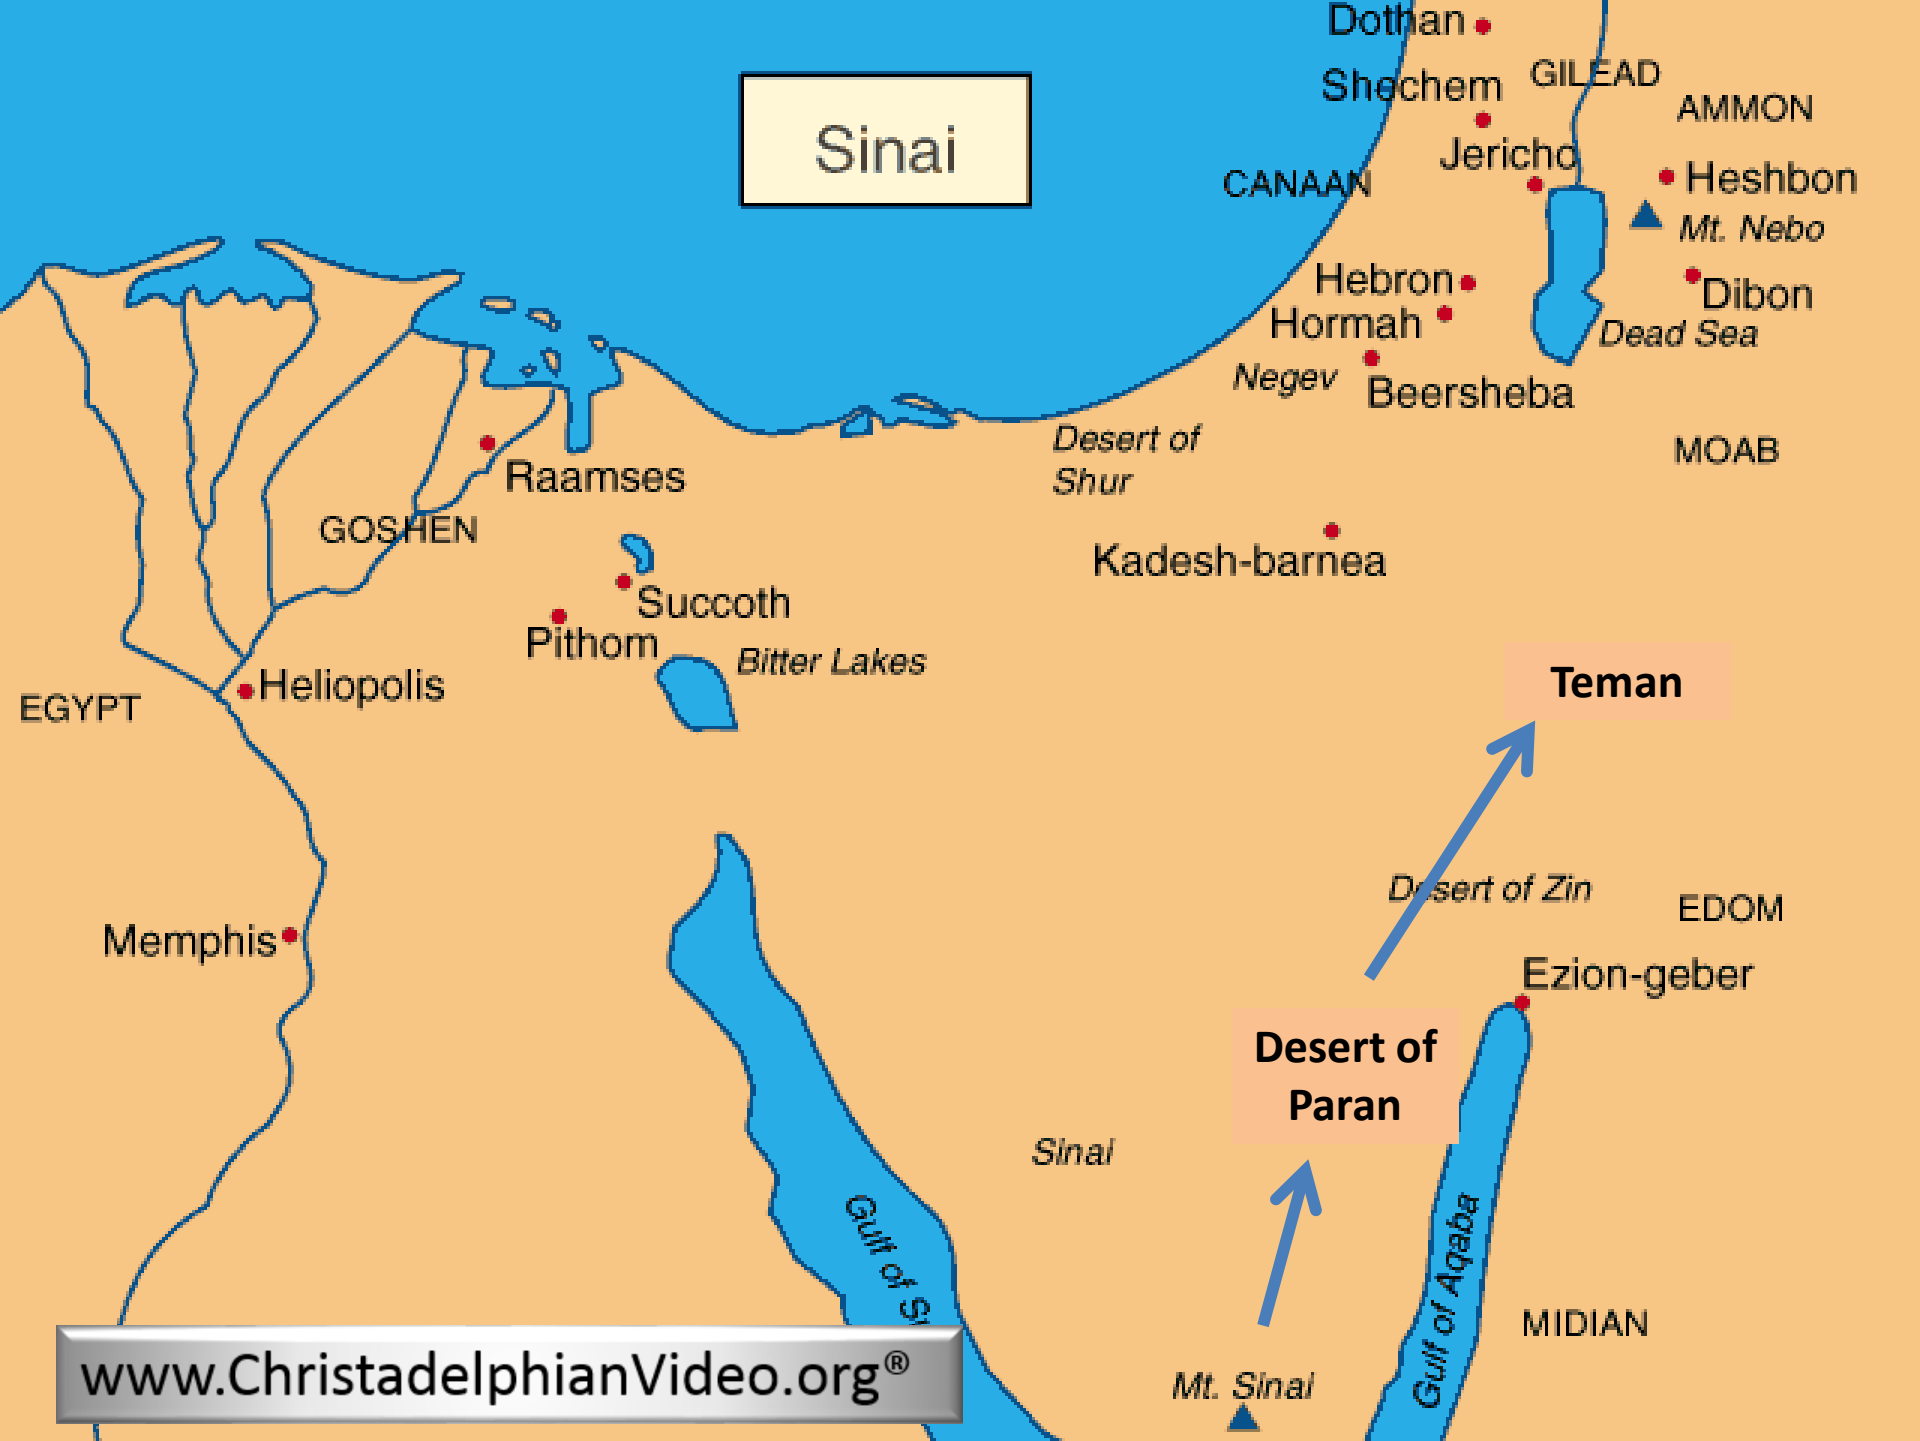 Dothan
Shechem
GILEAD
AMMON
Sinai
Jericho
CANAAN
Heshbon
Mt. Nebo
Hebron
Dibon
Hormah
Dead Sea
Negev
Beersheba
Desert of
Shur
MOAB
Raamses
GOSHEN
Kadesh-barnea
Succoth
Pithom
Bitter Lakes
Heliopolis
EGYPT
Teman
Desert of Zin
EDOM
Memphis
Ezion-geber
Desert of
Paran
Sinai
Gulf of
Gulf of Aqaba
MIDIAN
www.ChristadelphianVideo.org®
Mt. Sinai